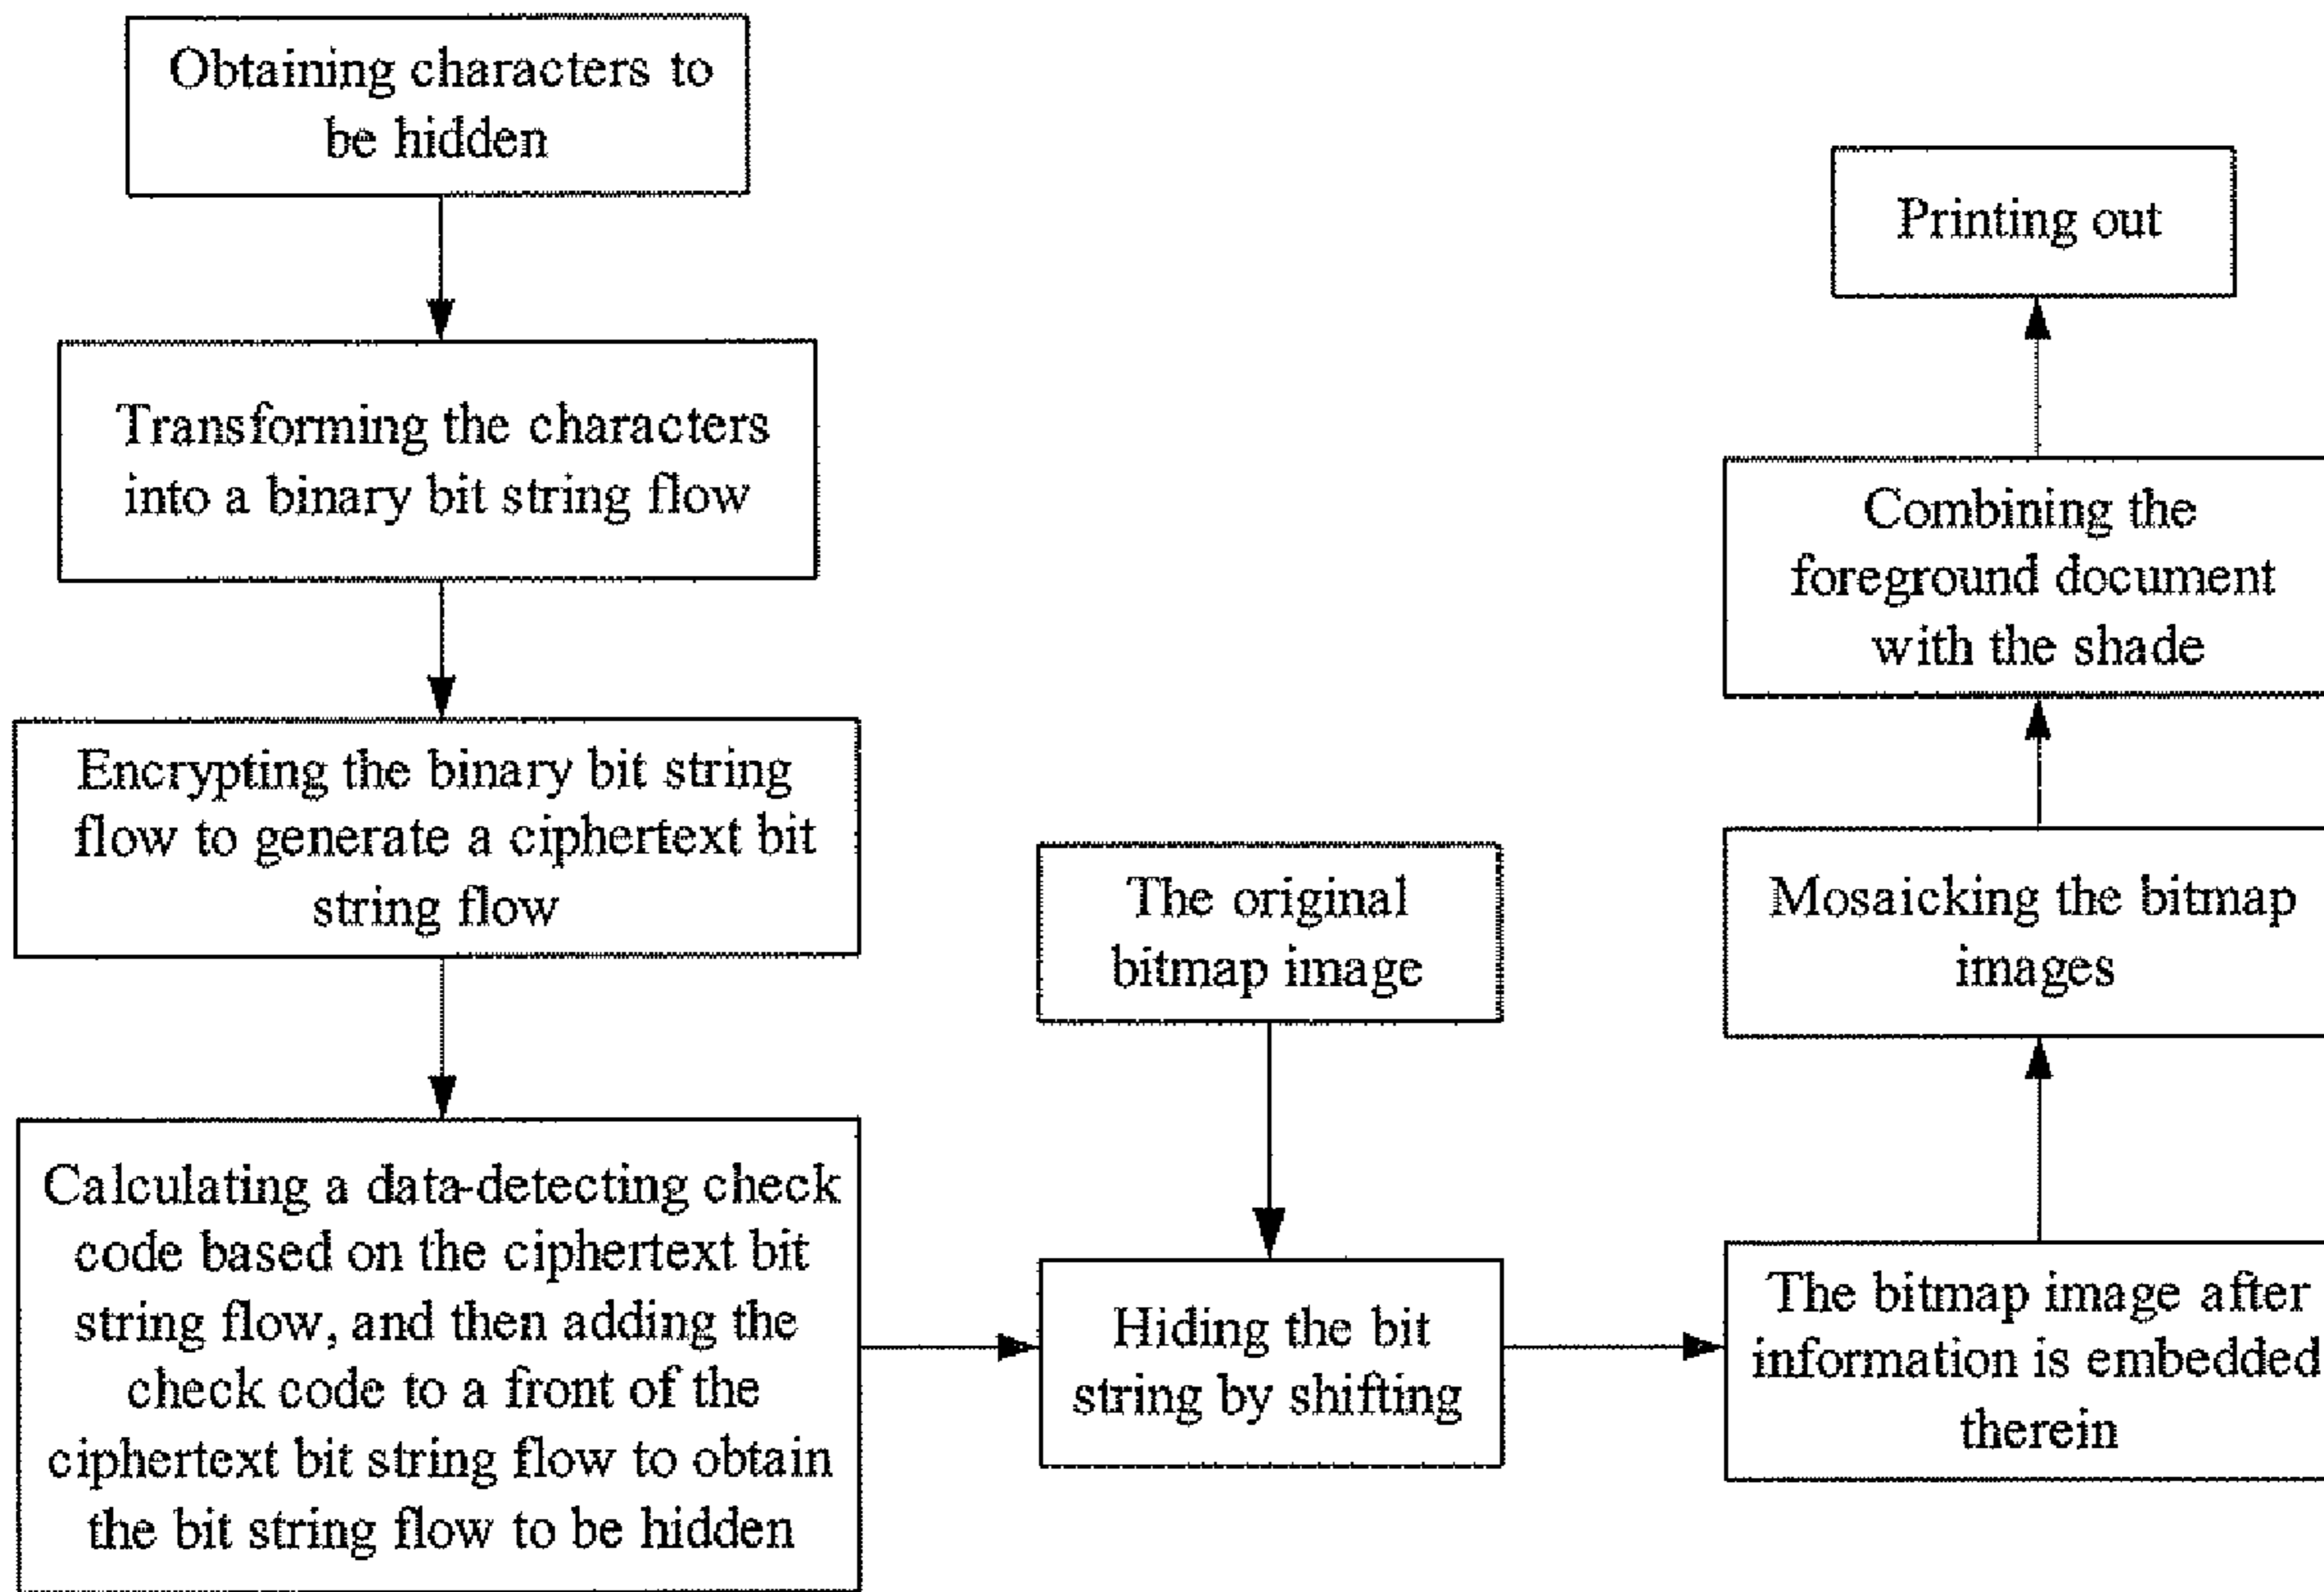 Obtaining characters to
be hidden
Transforming the characters
into a binary bit string flow
Encrypting the binary bit string
flow to generate a ciphertext bit
string flow
Calculating a data-detecting check
code based on the ciphertext bit
string flow, and then adding the
check code to a front of the
ciphertext bit string flow to obtain
the bit string flow to be hidden
The original
bitmap image
Hiding the bit
string by shifting
The bitmap image after
information is embedded
therein
Mosaicking the bitmap
images
Combining the
foreground document
with the shade
Printing out